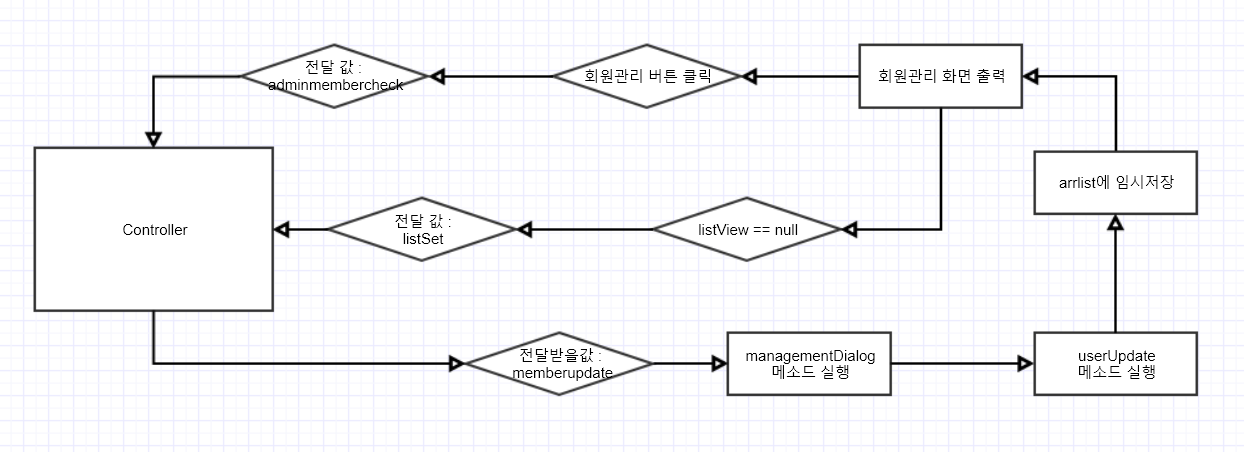 전달 값 :
adminmembercheck
회원관리 버튼 클릭
회원관리 화면 출력
arrlist에 임시저장
Controller
전달 값 :
listSet
listView == null
전달받을값 :
memberupdate
managementDialog
메소드 실행
userUpdate
메소드 실행